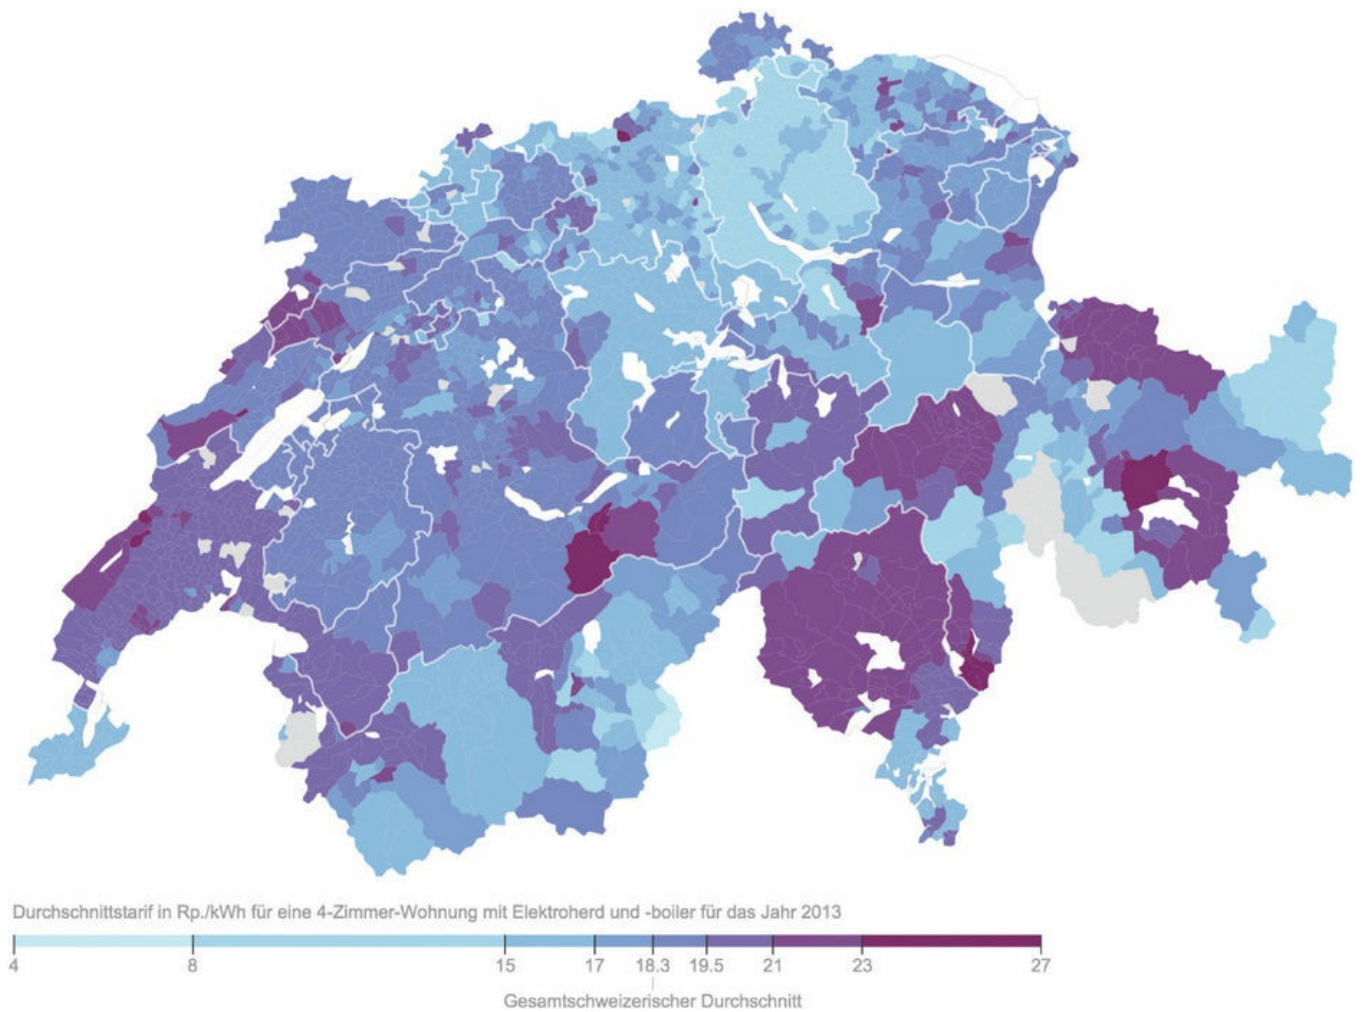 Durchschnittstarif in Rp./kWh für eine 4-Zimmer-Wohnung mit Elektroherd und -boiler für das Jahr 2013
4 8 15 17 18.3 19.5 21 23 27
Gesamtschweizerischer Durchschnitt